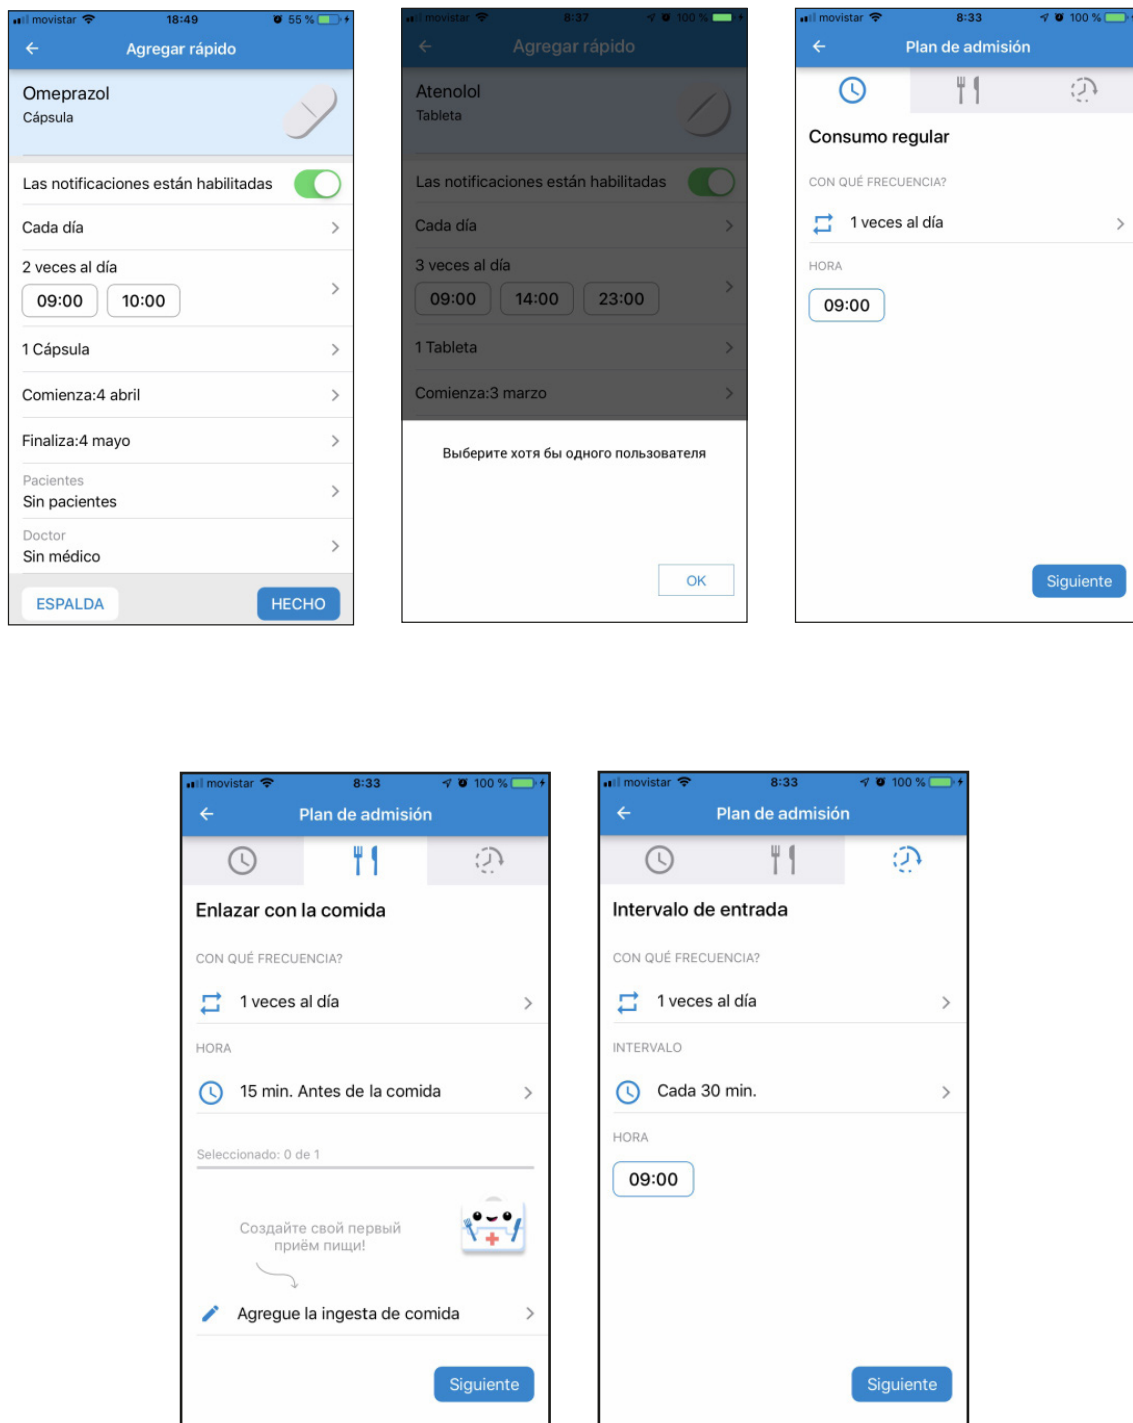 movistar 18:49 55 %
Agregar rápido
Omeprazol
Cápsula
Las notificaciones están habilitadas
Cada día
2 veces al día
09:00 10:00
1 Cápsula
Comienza:4 abril
Finaliza:4 mayo
Pacientes
Sin pacientes
Doctor
Sin médico
ESPALDA HECHO
movistar 8:37 100 %
Agregar rápido
Atenolol
Tableta
Las notificaciones están habilitadas
Cada día
3 veces al día
09:00 14:00 23:00
1 Tableta
Comienza:3 marzo
Выберите хотя бы одного пользователя
OK
movistar 8:33 100 %
Plan de admisión
Consumo regular
CON QUÉ FRECUENCIA?
1 veces al día
HORA
09:00
Siguiente
movistar 8:33 100 %
Plan de admisión
Enlazar con la comida
CON QUÉ FRECUENCIA?
1 veces al día
HORA
15 min. Antes de la comida
Seleccionado: 0 de 1
Создайте свой первый
приём пищи!
Agregue la ingesta de comida
Siguiente
movistar 8:33 100 %
Plan de admisión
Intervalo de entrada
CON QUÉ FRECUENCIA?
1 veces al día
INTERVALO
Cada 30 min.
HORA
09:00
Siguiente